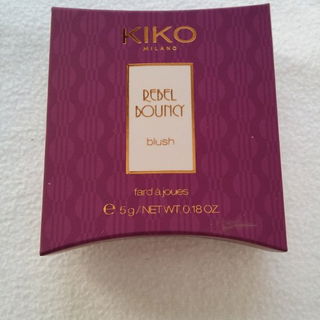 KIKO
MILANO
REBEL
BOUNCY
blush
fard à joues
℮ 5g/NET WT. 0.18 OZ.